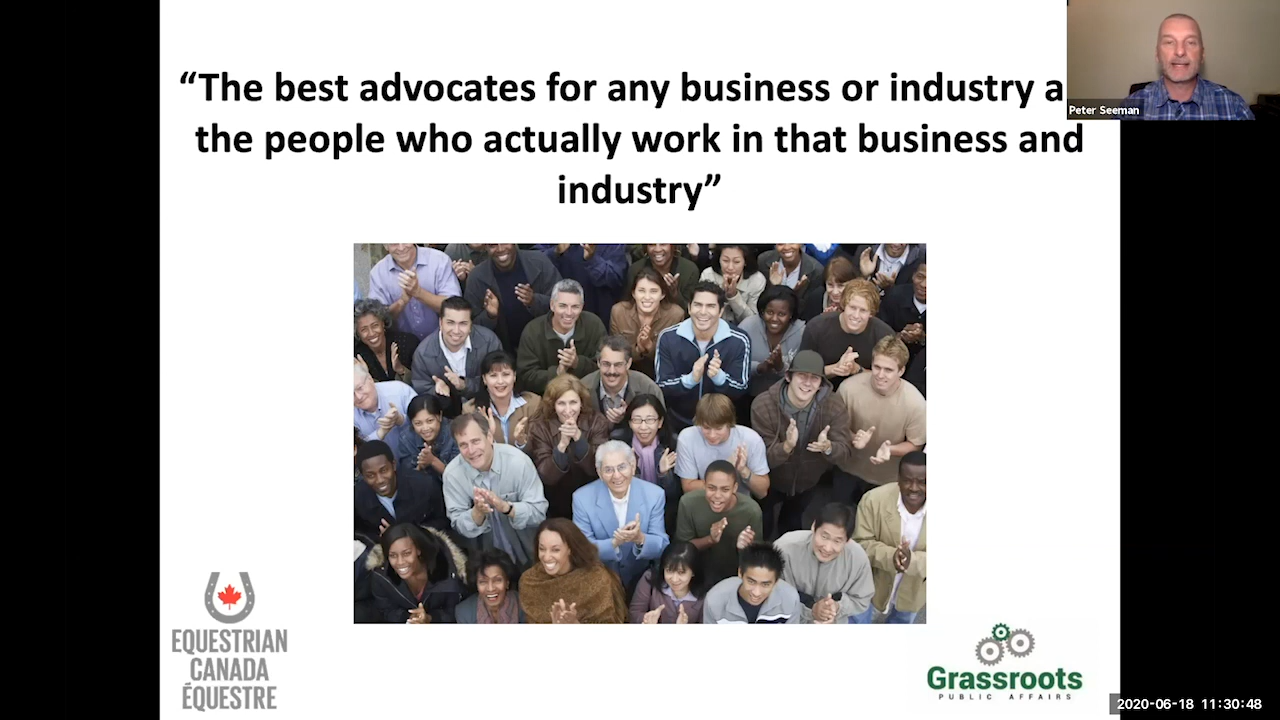 “The best advocates for any business or industry a
the people who actually work in that business and
industry”
Peter Seeman
EQUESTRIAN
CANADA
ÉQUESTRE
Grassroots
PUBLIC AFFAIRS
2020-06-18 11:30:48